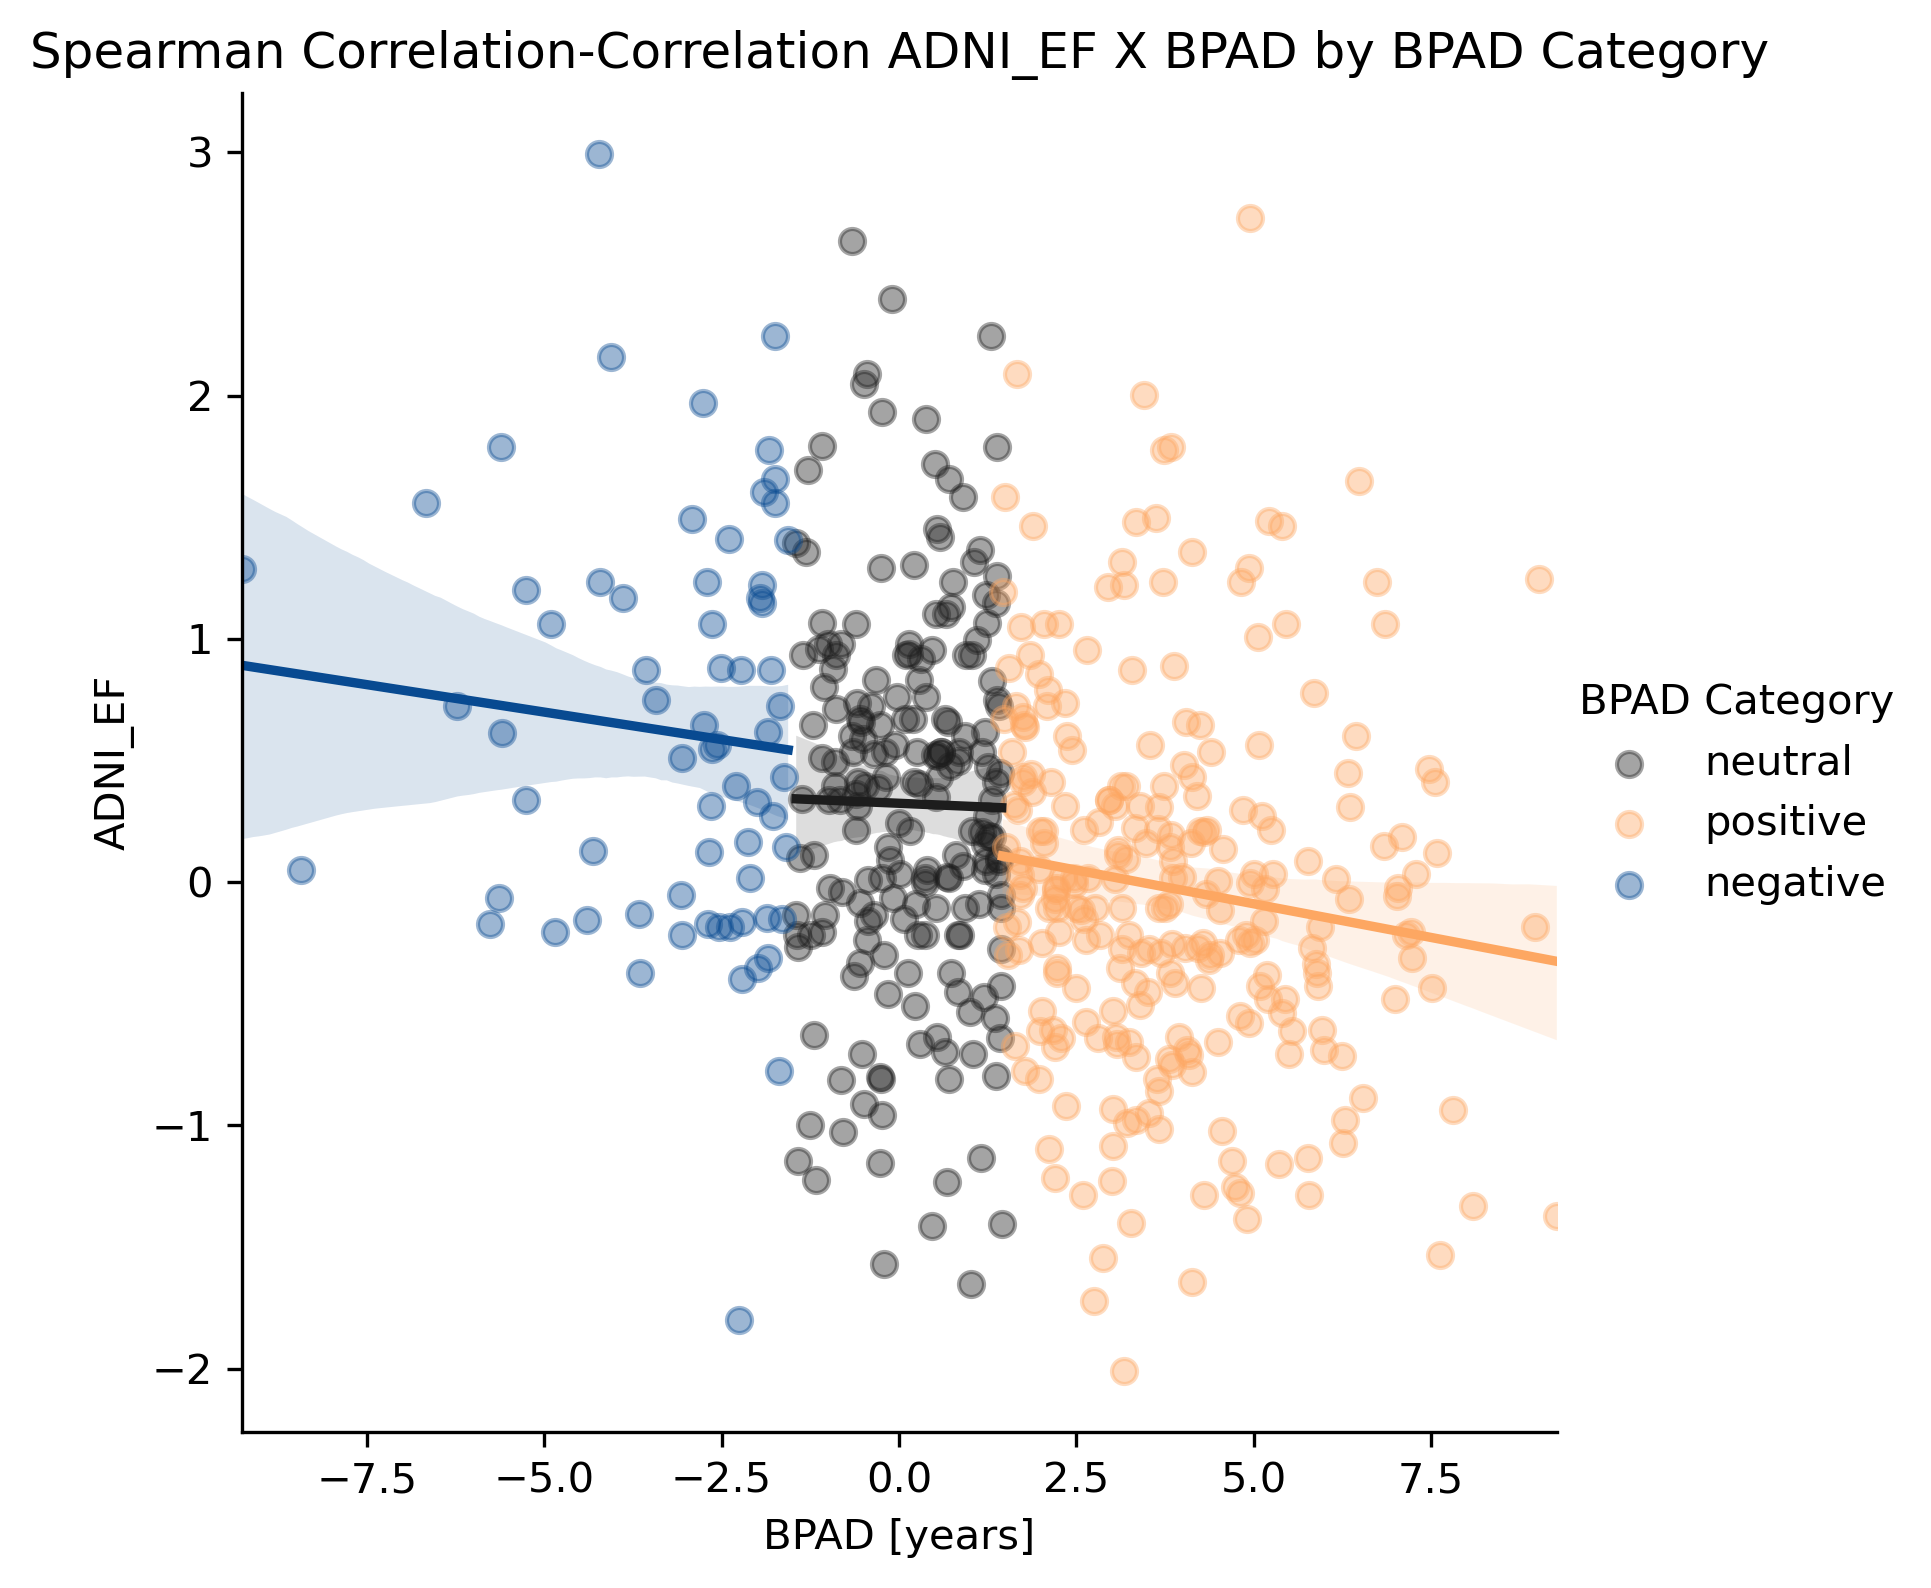 Spearman Correlation-Correlation ADNI_EF X BPAD by BPAD Category
3
2
1
0
−1
−2
ADNI_EF
−7.5 −5.0 −2.5 0.0 2.5 5.0 7.5
BPAD [years]
BPAD Category
neutral
positive
negative